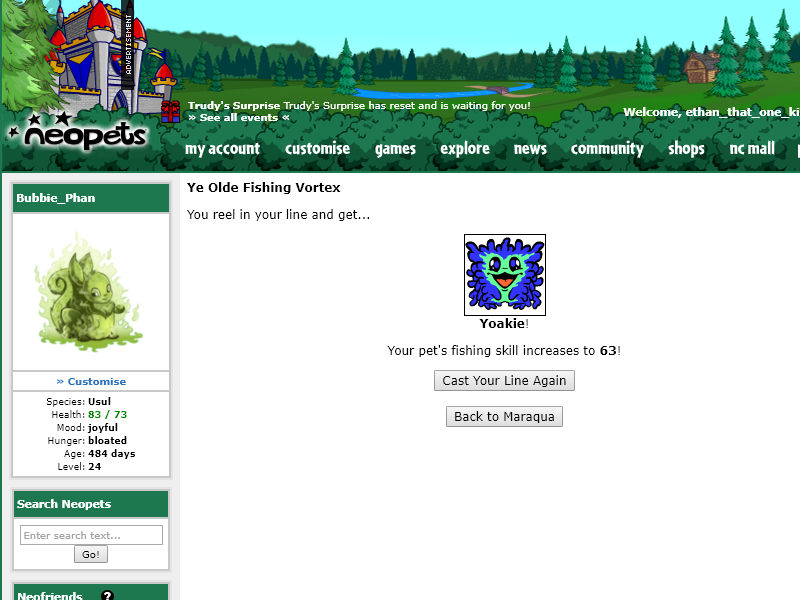 ADVERTISEMENT
Trudy's Surprise Trudy's Surprise has reset and is waiting for you!
» See all events «
Welcome, ethan_that_one_ki
neopets
my account customise games explore news community shops nc mall
Bubbie_Phan
» Customise
Species: Usul
Health: 83 / 73
Mood: joyful
Hunger: bloated
Age: 484 days
Level: 24
Search Neopets
Enter search text...
Go!
Neofriends ?
Ye Olde Fishing Vortex
You reel in your line and get...
Yoakie!
Your pet's fishing skill increases to 63!
Cast Your Line Again
Back to Maraqua